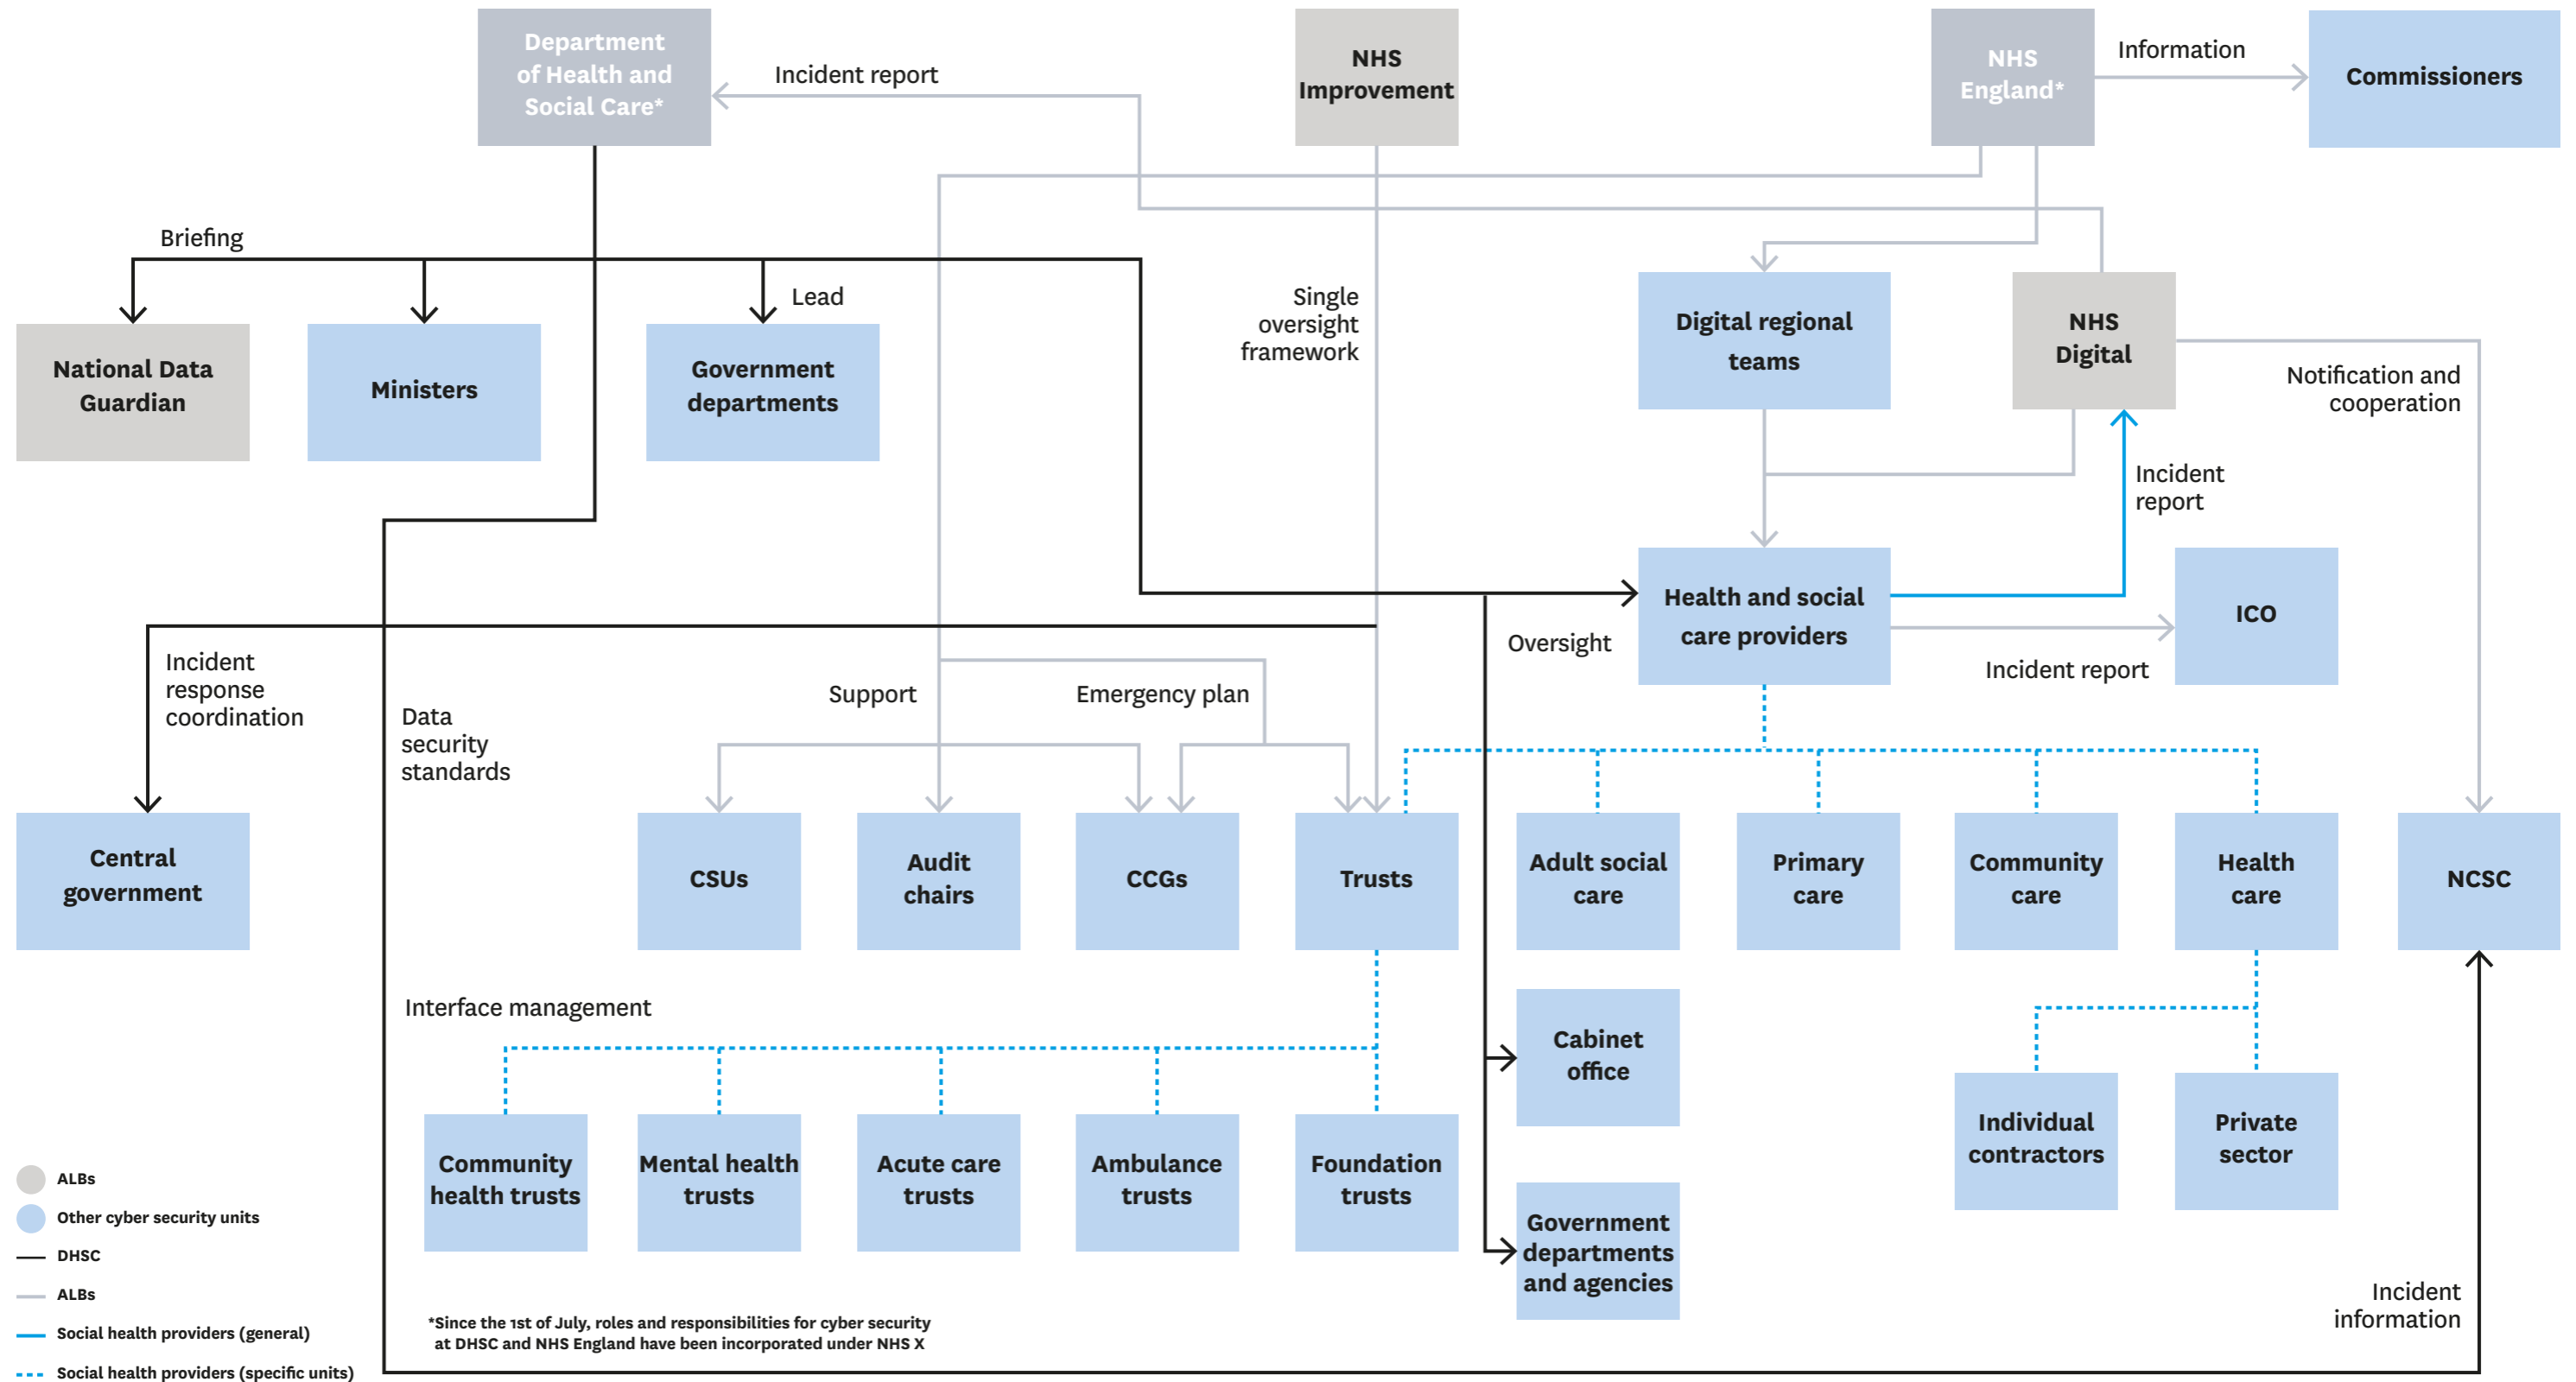 Department
of Health and
Social Care*
Incident report
NHS
Improvement
NHS
England*
Information
Commissioners
Briefing
Lead
National Data
Guardian
Ministers
Government
departments
Single
oversight
framework
Digital regional
teams
NHS
Digital
Notification and
cooperation
Incident
report
Health and social
care providers
ICO
Oversight
Incident report
Incident
response
coordination
Data
security
standards
Support
Emergency plan
Central
government
CSUs
Audit
chairs
CCGs
Trusts
Adult social
care
Primary
care
Community
care
Health
care
NCSC
Interface management
Cabinet
office
Community
health trusts
Mental health
trusts
Acute care
trusts
Ambulance
trusts
Foundation
trusts
Individual
contractors
Private
sector
Government
departments
and agencies
Incident
information
ALBs
Other cyber security units
DHSC
ALBs
Social health providers (general)
Social health providers (specific units)
*Since the 1st of July, roles and responsibilities for cyber security
at DHSC and NHS England have been incorporated under NHS X